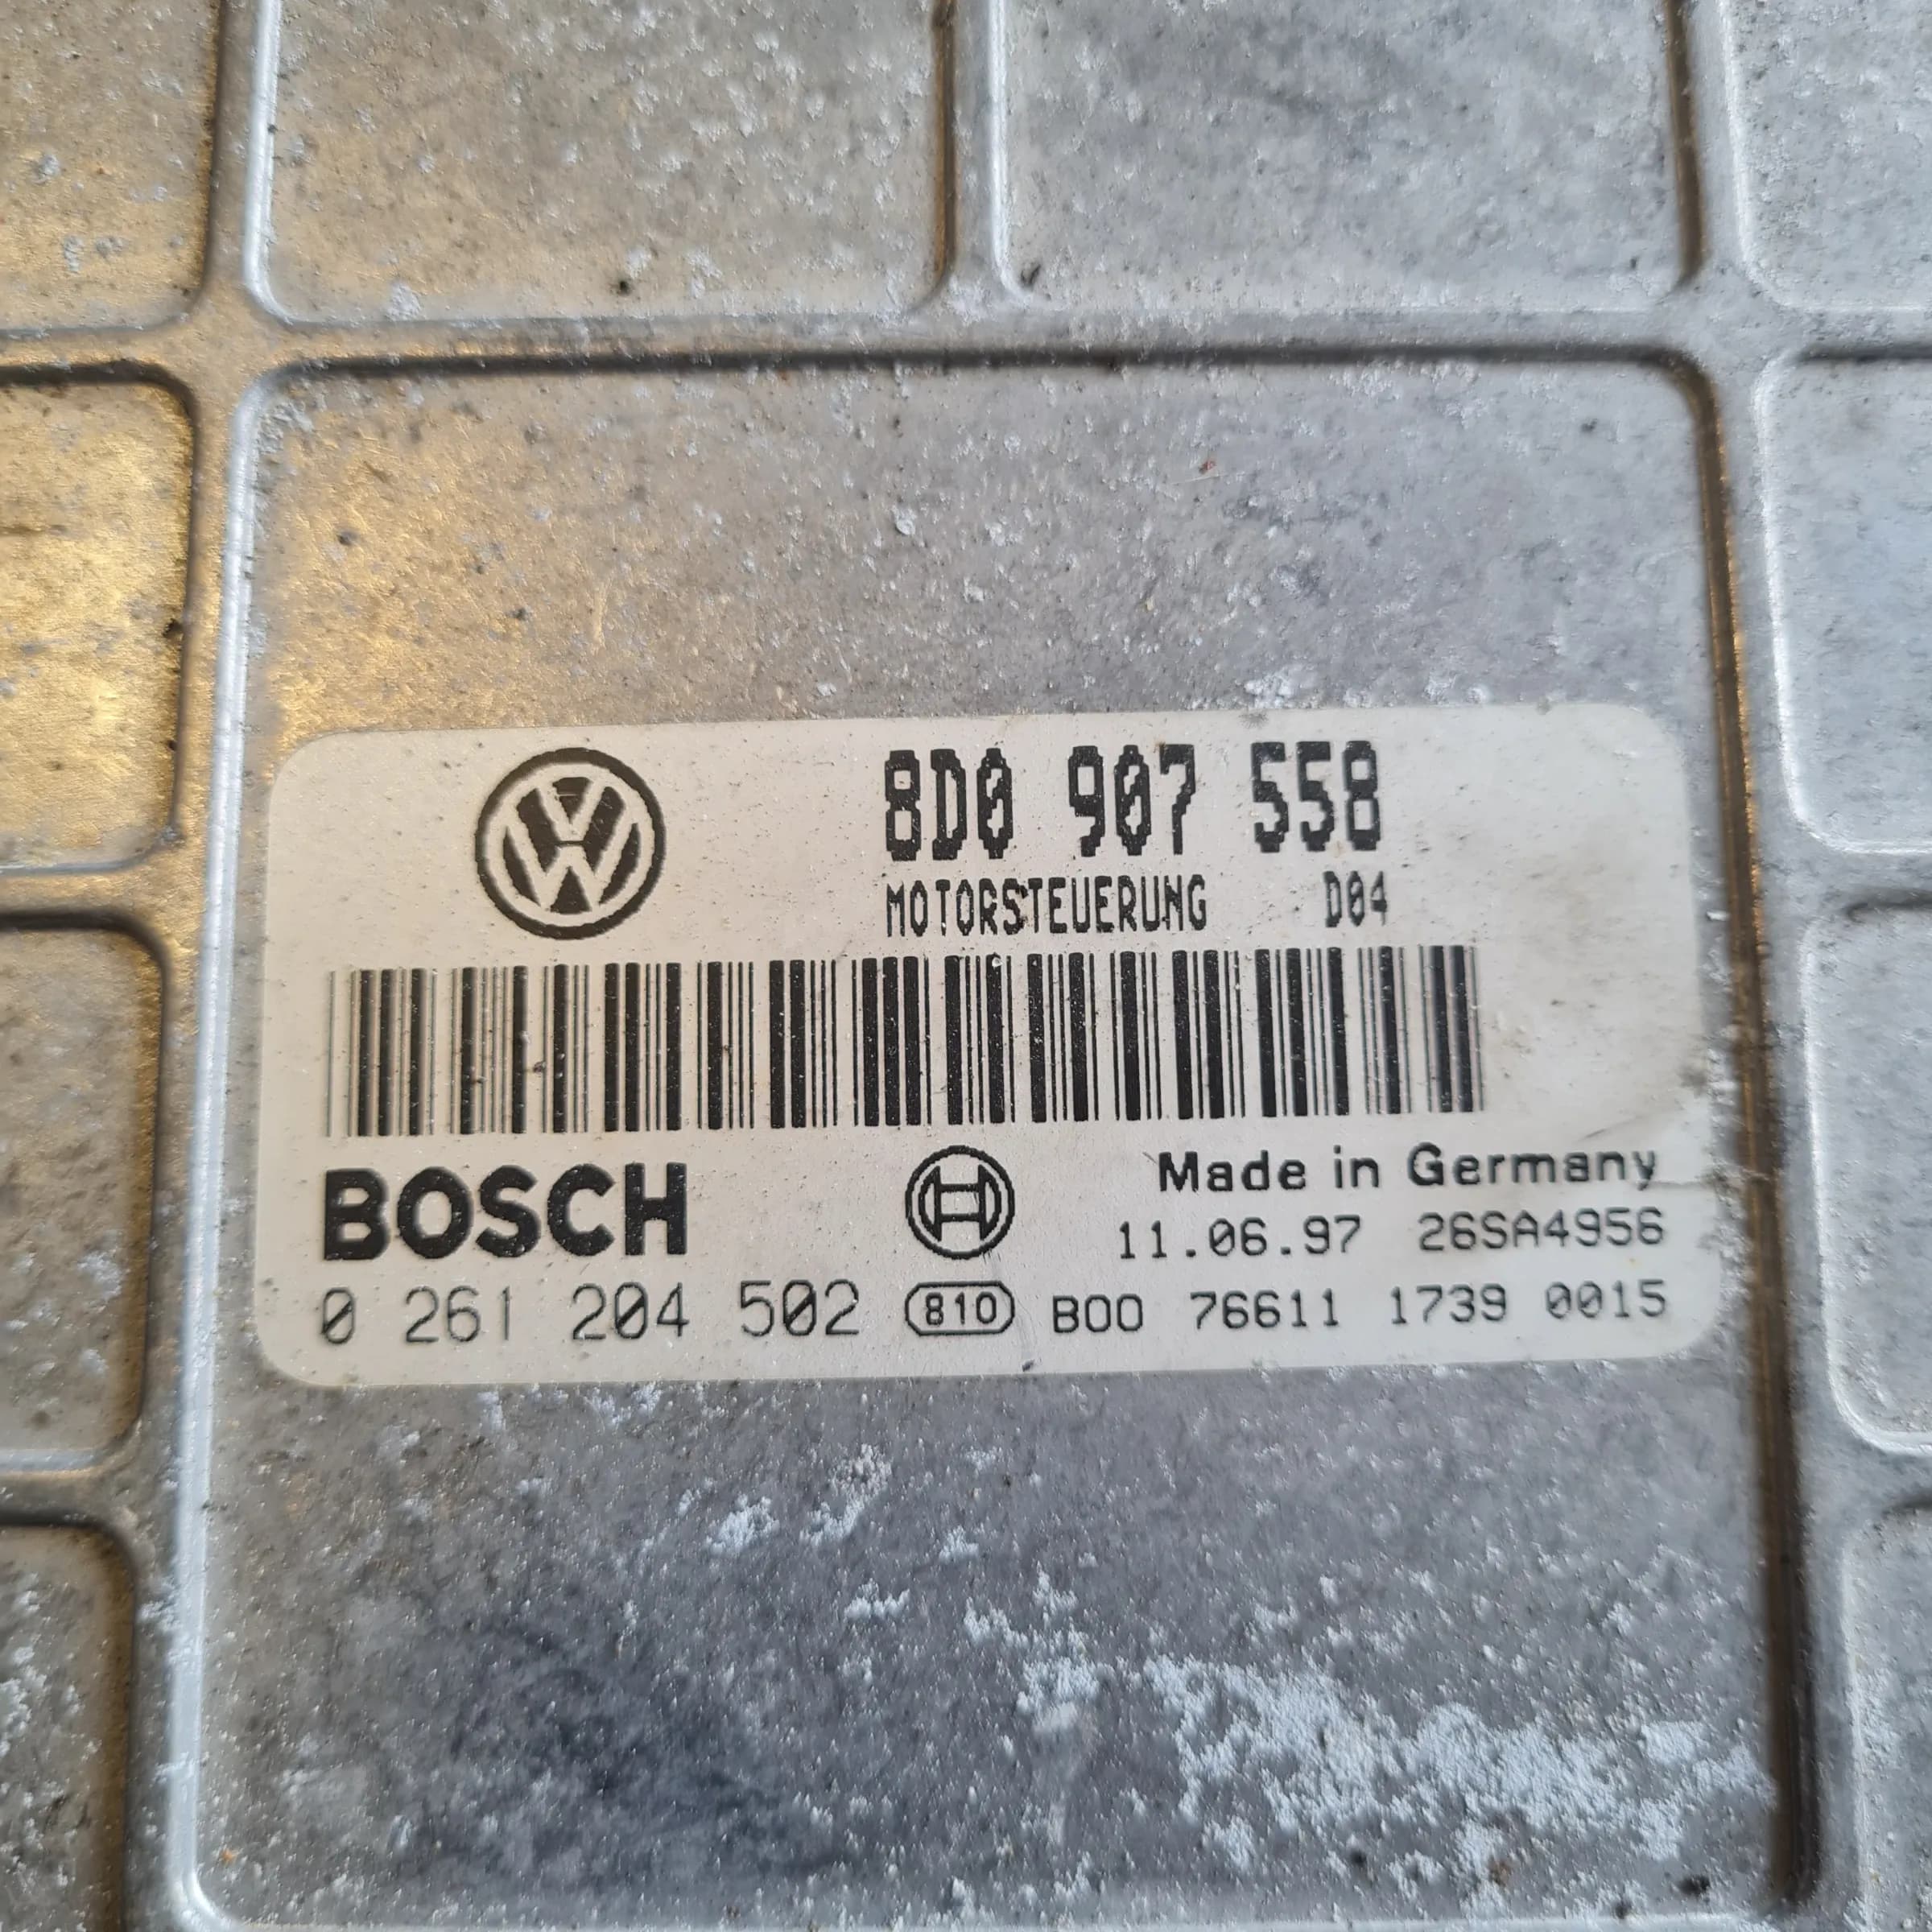 8D0 907 558
MOTORSTEUERUNG D04
BOSCH
Made in Germany
11.06.97 26SA4956
0 261 204 502 810 B00 76611 1739 0015